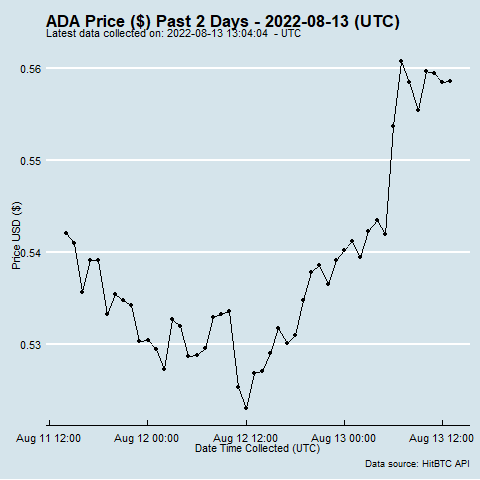 ADA Price ($) Past 2 Days - 2022-08-13 (UTC)
Latest data collected on: 2022-08-13 13:04:04  - UTC
0.56
0.55
0.54
0.53
Price USD ($)
Aug 11 12:00 Aug 12 00:00 Aug 12 12:00 Aug 13 00:00 Aug 13 12:00
Date Time Collected (UTC)
Data source: HitBTC API